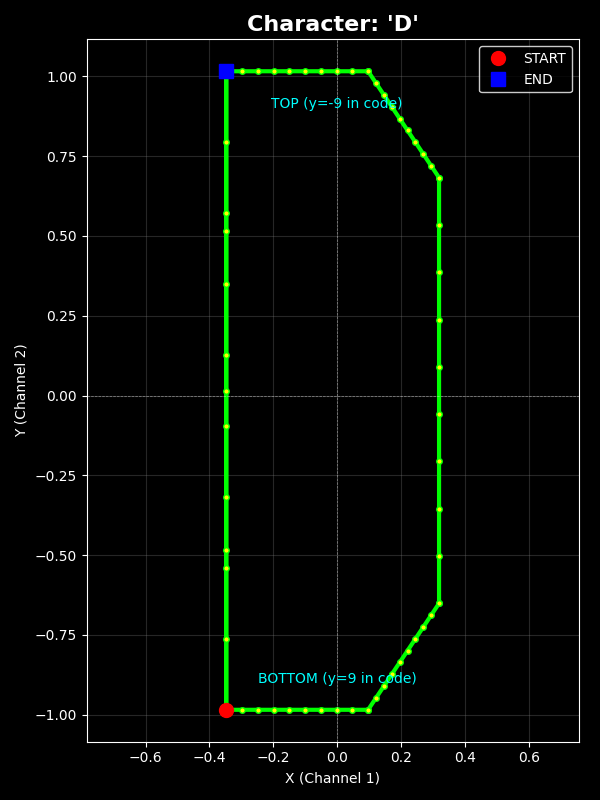 Character: 'D'
START
END
TOP (y=-9 in code)
BOTTOM (y=9 in code)
1.00
0.75
0.50
0.25
0.00
−0.25
−0.50
−0.75
−1.00
Y (Channel 2)
−0.6
−0.4
−0.2
0.0
0.2
0.4
0.6
X (Channel 1)